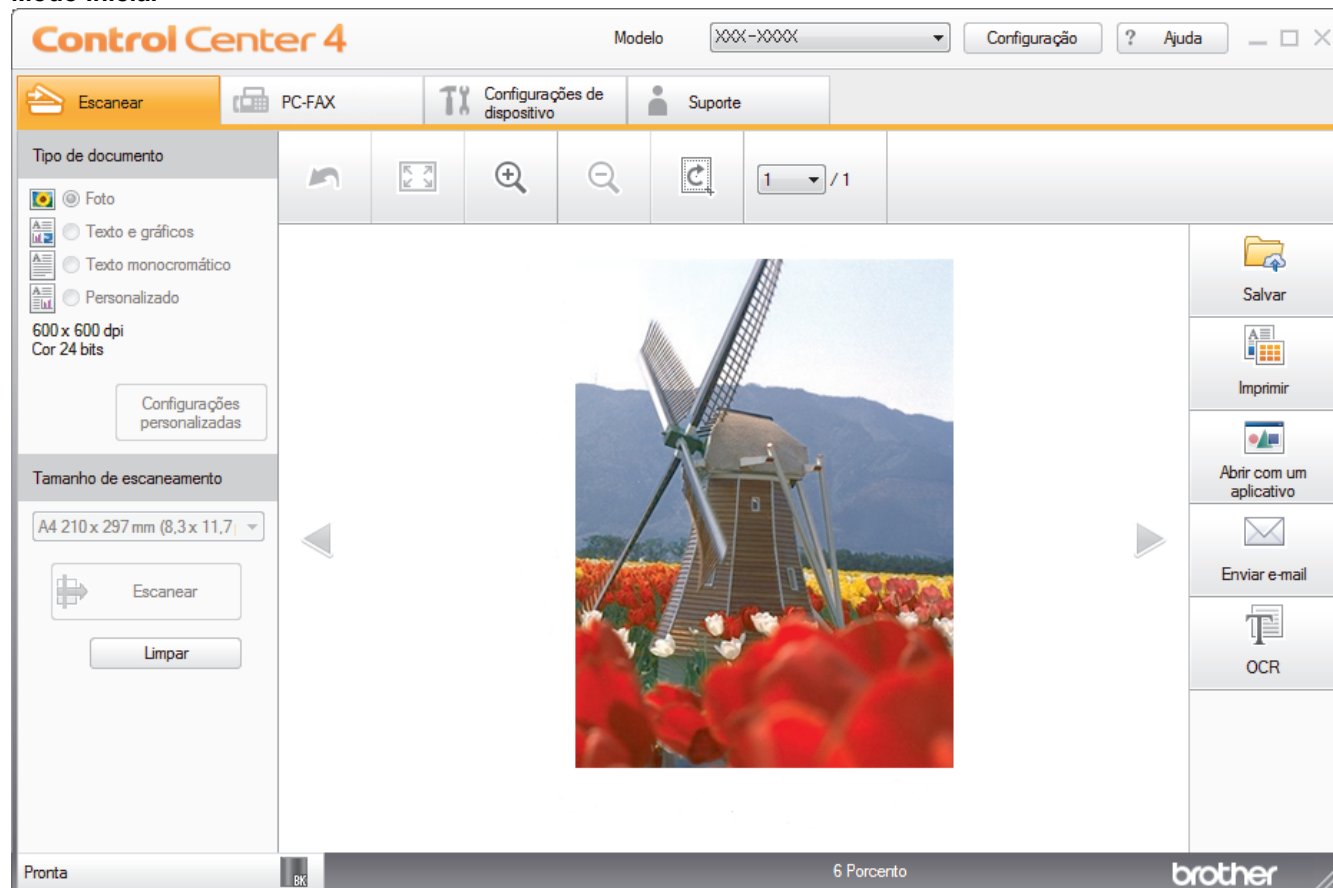 Modo Inicial
Control Center 4
Modelo
XXX-XXXX
Configuração
? Ajuda
Escanear
PC-FAX
Configurações de
dispositivo
Suporte
Tipo de documento
1 / 1
Foto
Texto e gráficos
Texto monocromático
Personalizado
600 x 600 dpi
Cor 24 bits
Configurações
personalizadas
Tamanho de escaneamento
A4 210 x 297 mm (8,3 x 11,7
Escanear
Limpar
Salvar
Imprimir
Abrir com um
aplicativo
Enviar e-mail
OCR
Pronta
BK
6 Porcento
brother